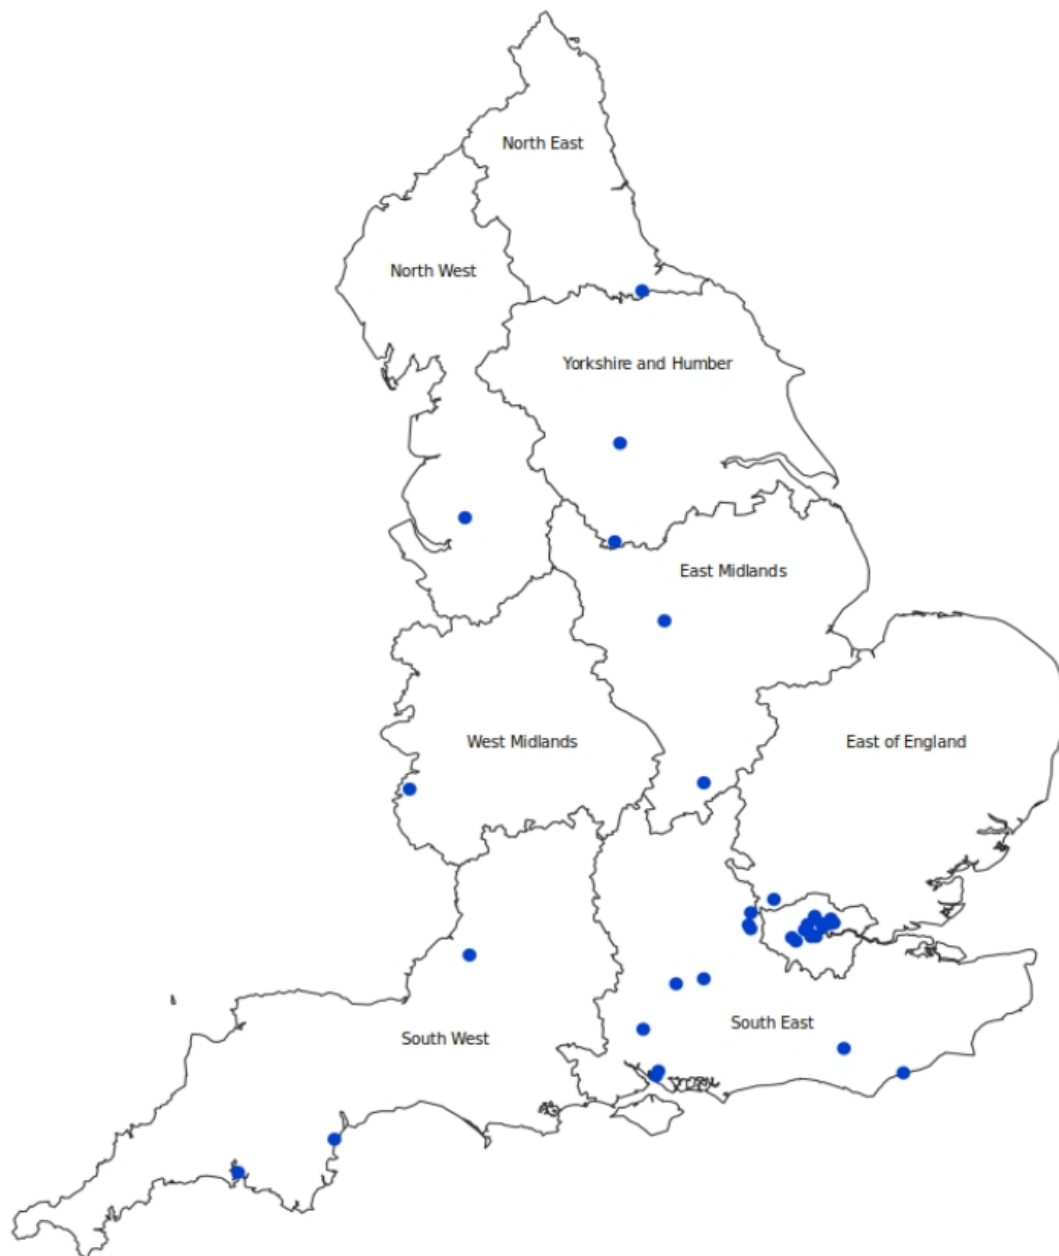 North East
North West
Yorkshire and Humber
East Midlands
West Midlands
East of England
South East
South West